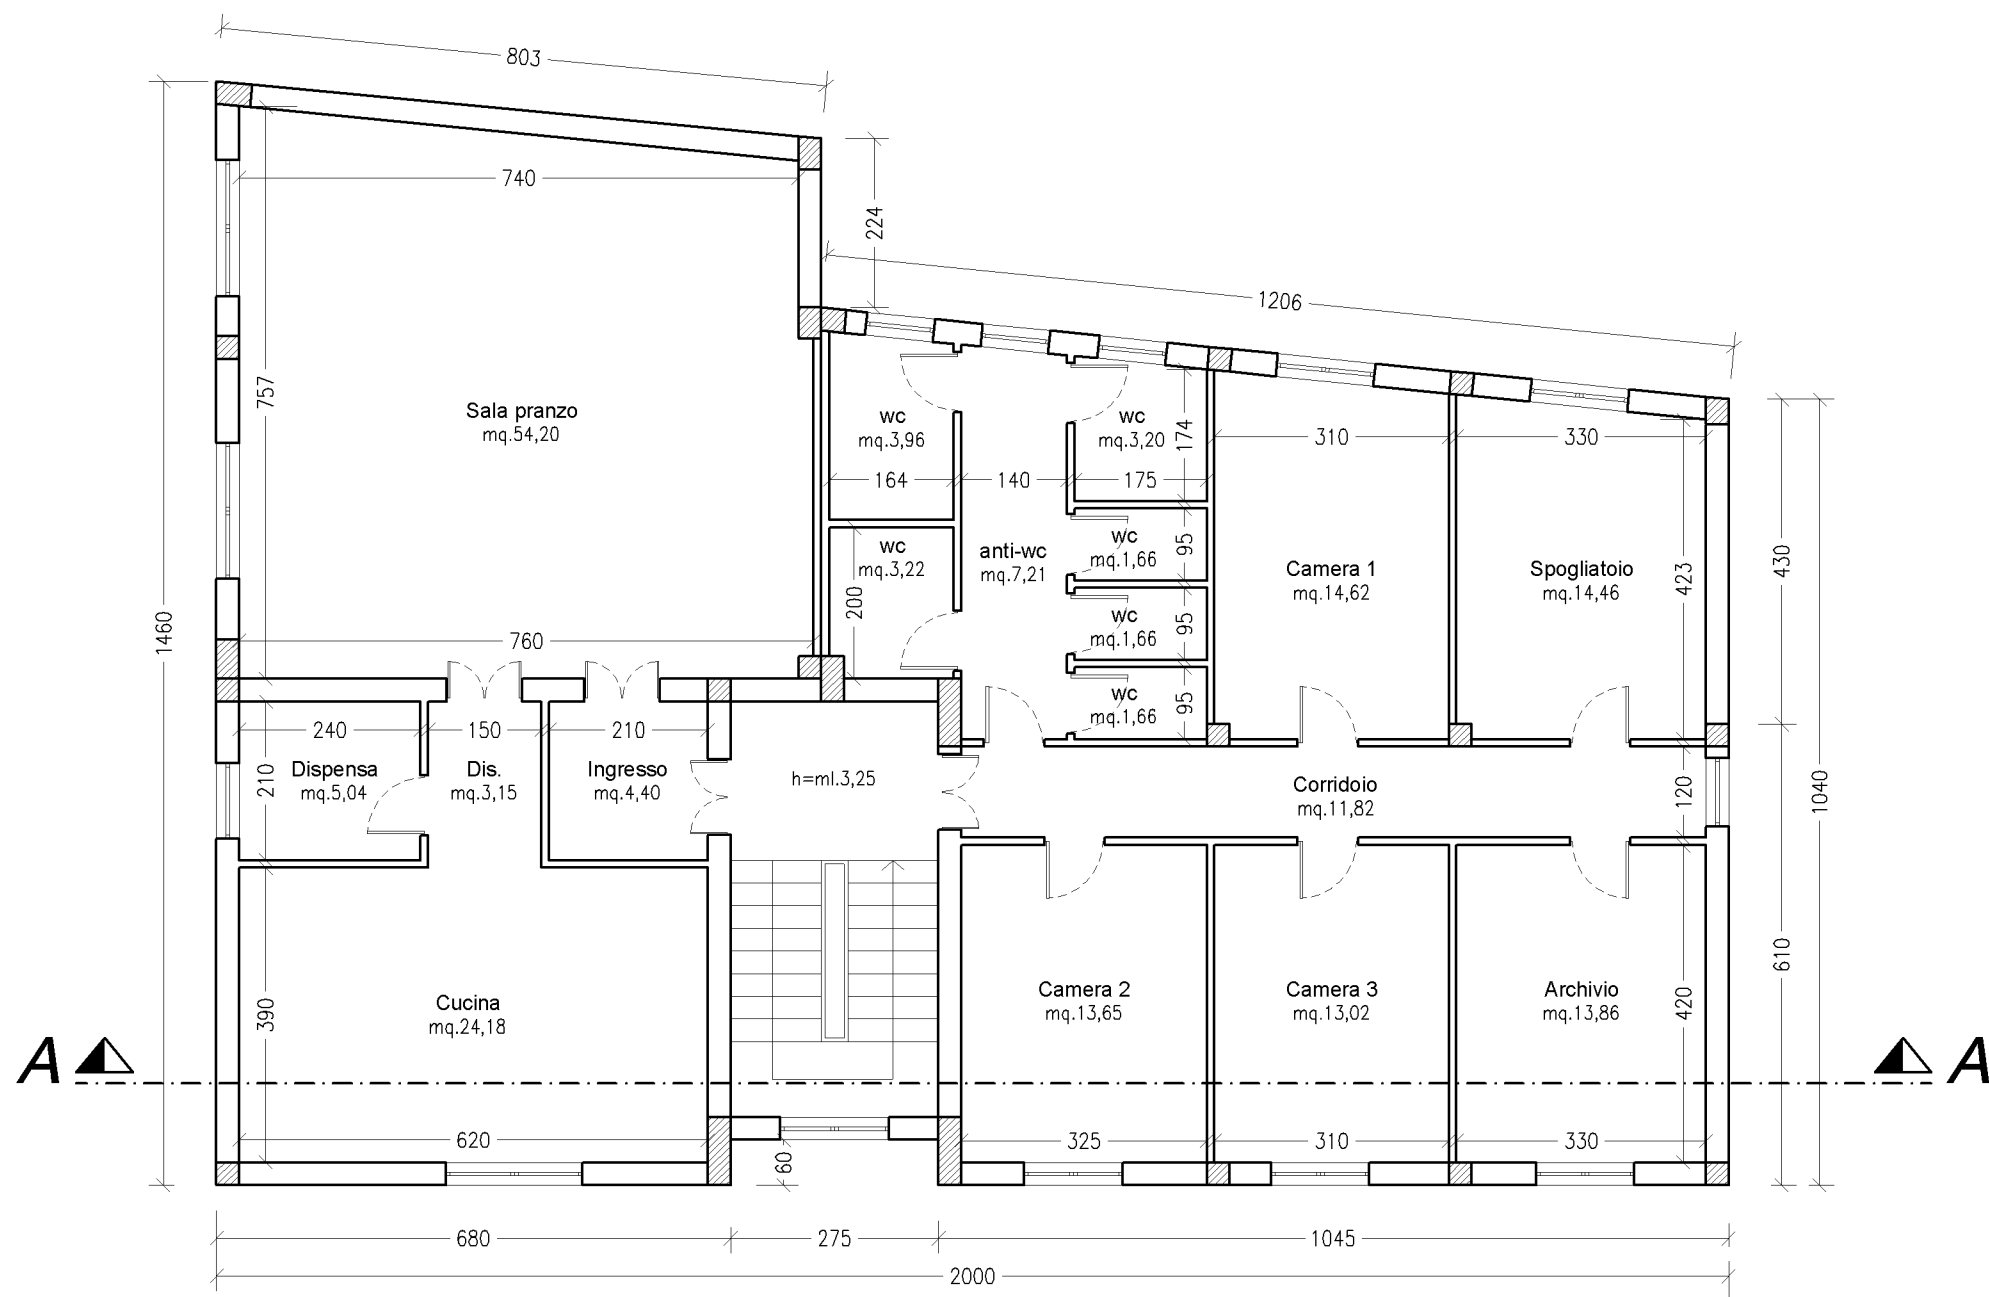 803
740
224
1206
1460
757
Sala pranzo
mq.54,20
760
wc
mq.3,96
164
wc
mq.3,22
200
140
anti-wc
mq.7,21
wc
mq.3,20
174
175
wc
mq.1,66
95
wc
mq.1,66
95
wc
mq.1,66
95
310
Camera 1
mq.14,62
330
Spogliatoio
mq.14,46
423
430
1040
240
150
210
210
Dispensa
mq.5,04
Dis.
mq.3,15
Ingresso
mq.4,40
h=ml.3,25
Corridoio
mq.11,82
120
390
Cucina
mq.24,18
620
Camera 2
mq.13,65
325
Camera 3
mq.13,02
310
Archivio
mq.13,86
330
420
610
A
A
60
680
275
1045
2000